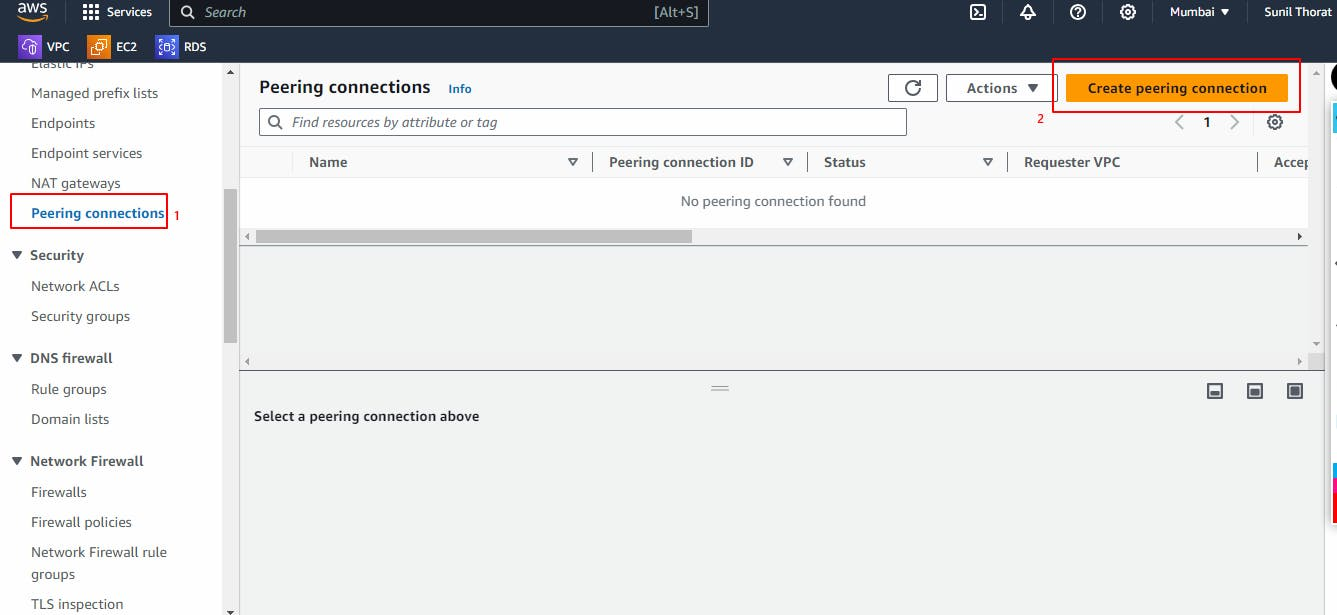 aws
Services
Search
[Alt+S]
Mumbai
Sunil Thorat
VPC
EC2
RDS
Elastic IPs
Managed prefix lists
Endpoints
Endpoint services
NAT gateways
Peering connections
1
Security
Network ACLs
Security groups
DNS firewall
Rule groups
Domain lists
Network Firewall
Firewalls
Firewall policies
Network Firewall rule
groups
TLS inspection
Peering connections
Info
Actions
Create peering connection
2
Find resources by attribute or tag
1
Name
Peering connection ID
Status
Requester VPC
Accep
No peering connection found
Select a peering connection above